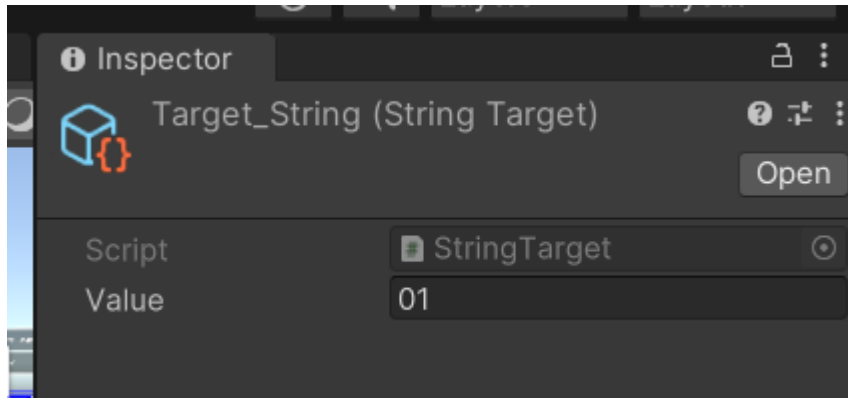 Inspector
Target_String (String Target)
Open
Script StringTarget
Value 01